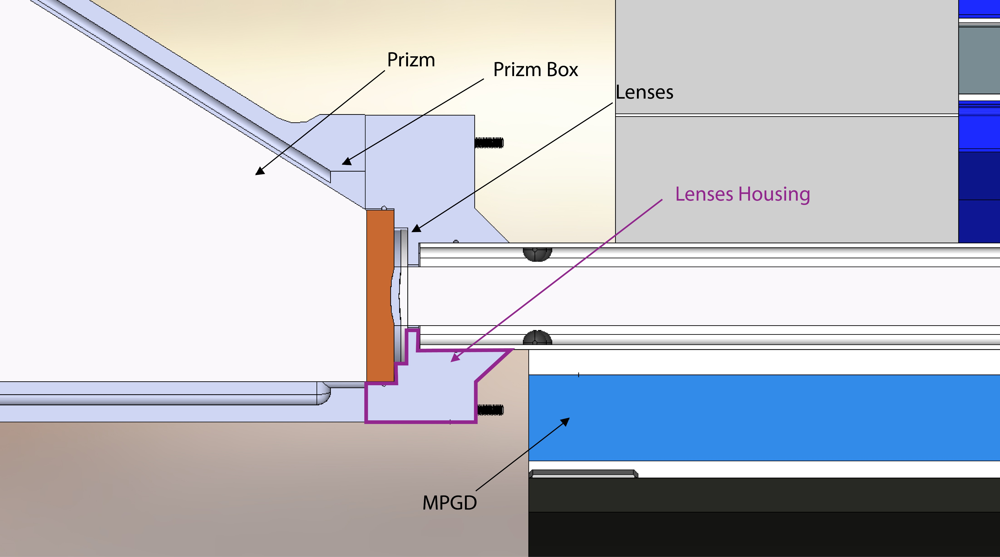 Prizm
Prizm Box
Lenses
Lenses Housing
MPGD